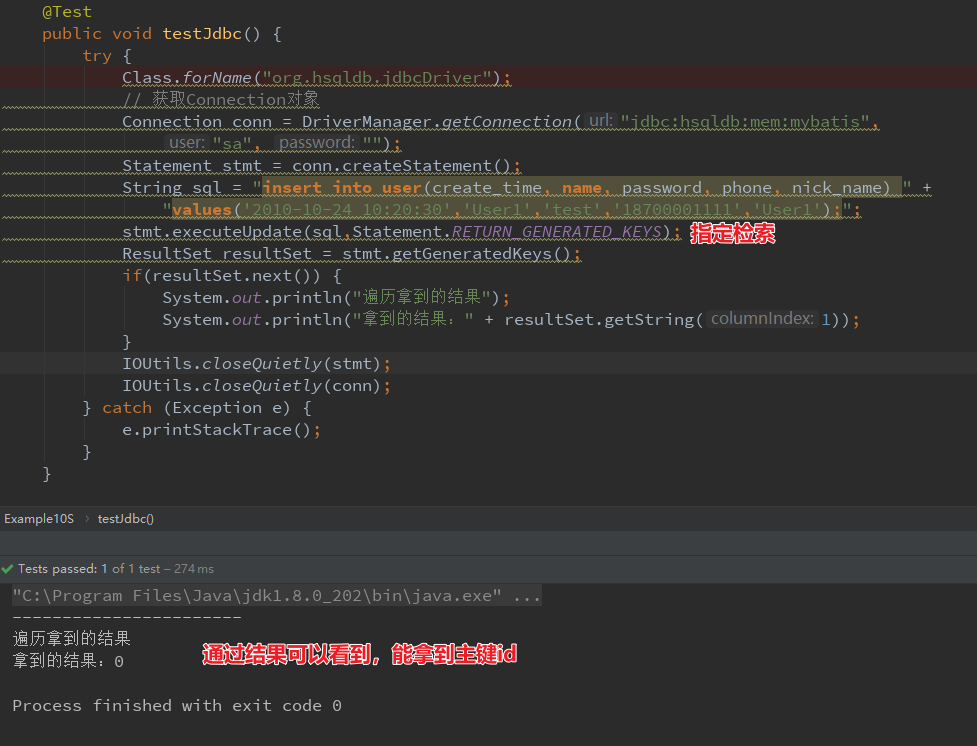 @Test
public void testJdbc() {
try {
Class.forName("org.hsqldb.jdbcDriver");
// 获取Connection对象
Connection conn = DriverManager.getConnection( url: "jdbc:hsqldb:mem:mybatis",
user: "sa", password: "");
Statement stmt = conn.createStatement();
String sql = "insert into user(create_time, name, password, phone, nick_name) " +
"values('2010-10-24 10:20:30','User1','test','18700001111','User1');";
stmt.executeUpdate(sql,Statement.RETURN_GENERATED_KEYS); 指定检索
ResultSet resultSet = stmt.getGeneratedKeys();
if(resultSet.next()) {
System.out.println("遍历拿到的结果");
System.out.println("拿到的结果：" + resultSet.getString( columnIndex: 1));
}
IOUtils.closeQuietly(stmt);
IOUtils.closeQuietly(conn);
} catch (Exception e) {
e.printStackTrace();
}
}
Example10S › testJdbc()
Tests passed: 1 of 1 test – 274 ms
"C:\Program Files\Java\jdk1.8.0_202\bin\java.exe" ...
-----------------------
遍历拿到的结果
拿到的结果：0 通过结果可以看到，能拿到主键id
Process finished with exit code 0